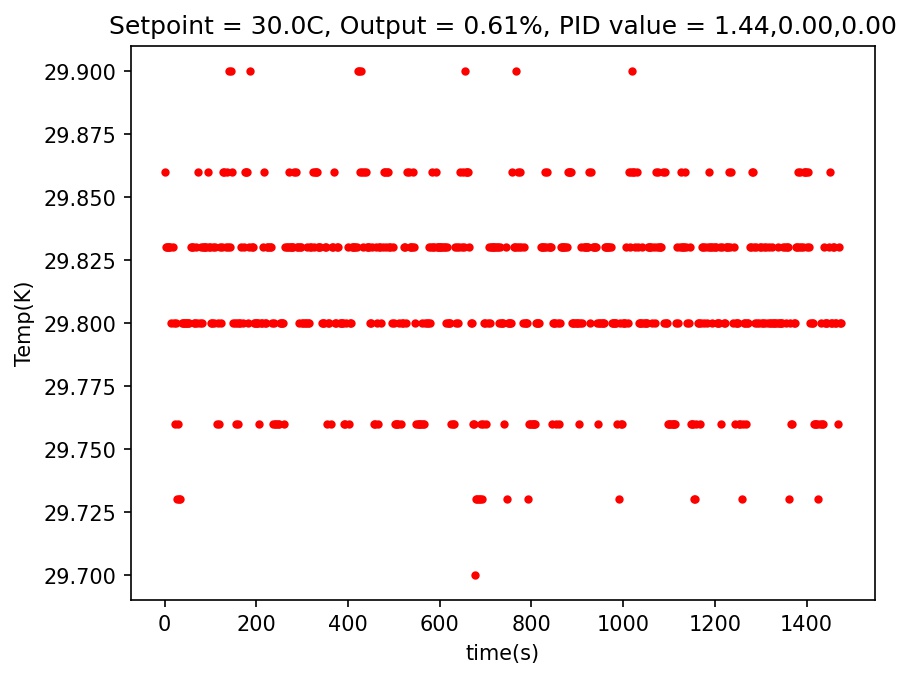 Setpoint = 30.0C, Output = 0.61%, PID value = 1.44,0.00,0.00
29.900
29.875
29.850
29.825
29.800
29.775
29.750
29.725
29.700
Temp(K)
0 200 400 600 800 1000 1200 1400
time(s)